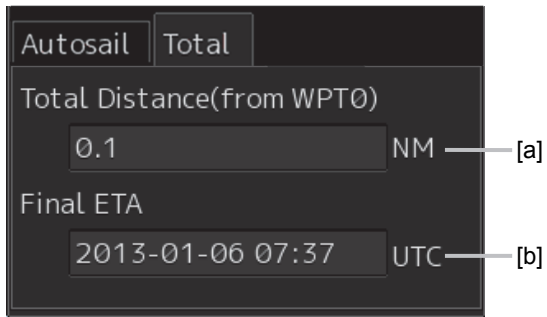 Autosail Total
Total Distance(from WPT0)
0.1 NM [a]
Final ETA
2013-01-06 07:37 UTC [b]